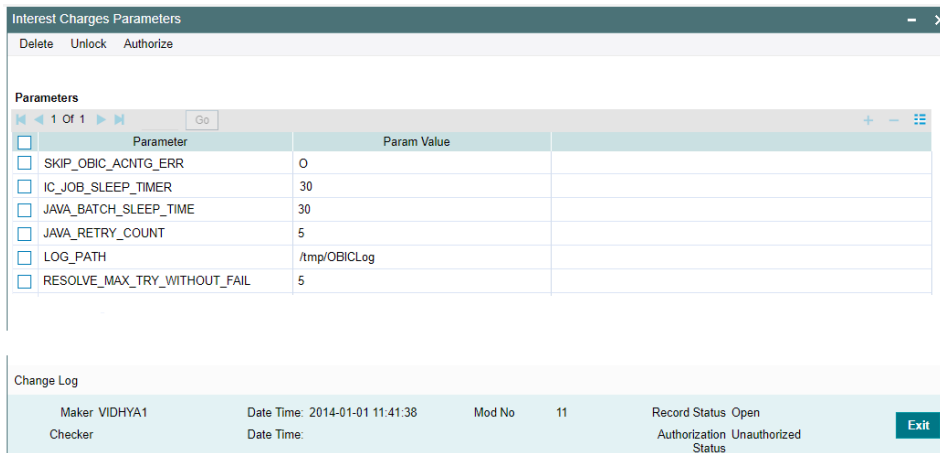 Interest Charges Parameters
Delete Unlock Authorize
Parameters
1 Of 1 Go
Parameter Param Value
SKIP_OBIC_ACNTG_ERR O
IC_JOB_SLEEP_TIMER 30
JAVA_BATCH_SLEEP_TIME 30
JAVA_RETRY_COUNT 5
LOG_PATH /tmp/OBICLog
RESOLVE_MAX_TRY_WITHOUT_FAIL 5
Change Log
Maker VIDHYA1 Date Time: 2014-01-01 11:41:38 Mod No 11 Record Status Open
Checker Date Time: Authorization Unauthorized
Status
Exit